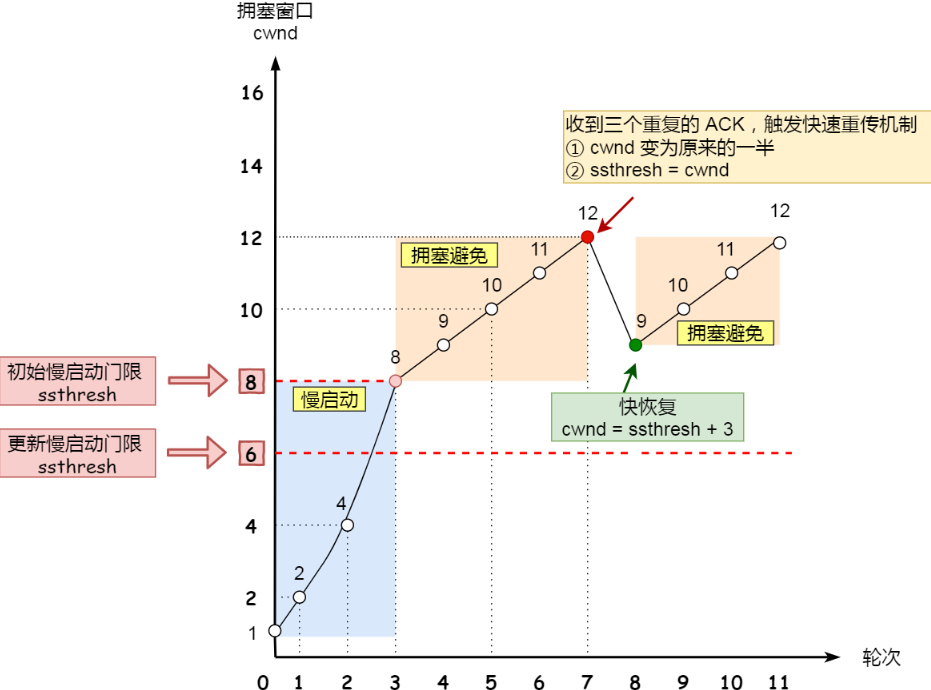 拥塞窗口
cwnd
16
14
12
10
8
6
4
2
1
收到三个重复的 ACK，触发快速重传机制
① cwnd 变为原来的一半
② ssthresh = cwnd
12
12
拥塞避免
11
11
10
10
9
9
拥塞避免
8
初始慢启动门限
ssthresh
慢启动
快恢复
cwnd = ssthresh + 3
更新慢启动门限
ssthresh
4
2
轮次
0 1 2 3 4 5 6 7 8 9 10 11